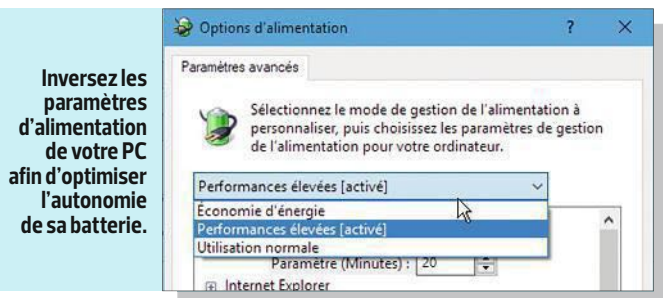 Inversez les
paramètres
d'alimentation
de votre PC
afin d'optimiser
l'autonomie
de sa batterie.
Options d'alimentation
?
Paramètres avancés
Sélectionnez le mode de gestion de l'alimentation à
personnaliser, puis choisissez les paramètres de gestion
de l'alimentation pour votre ordinateur.
Performances élevées [activé]
Économie d'énergie
Performances élevées [activé]
Utilisation normale
Paramètre (Minutes) : 20
Internet Explorer